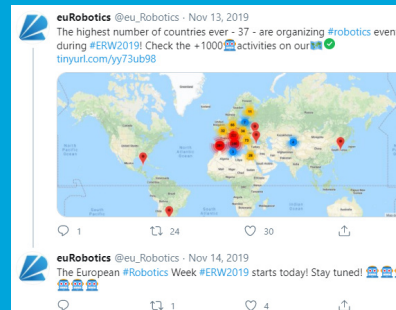 euRobotics @eu_Robotics · Nov 13, 2019
The highest number of countries ever - 37 - are organizing #robotics even
during #ERW2019! Check the +1000 activities on our
tinyurl.com/yy73ub98
1 24 30
euRobotics @eu_Robotics · Nov 14, 2019
The European #Robotics Week #ERW2019 starts today! Stay tuned!
1 4